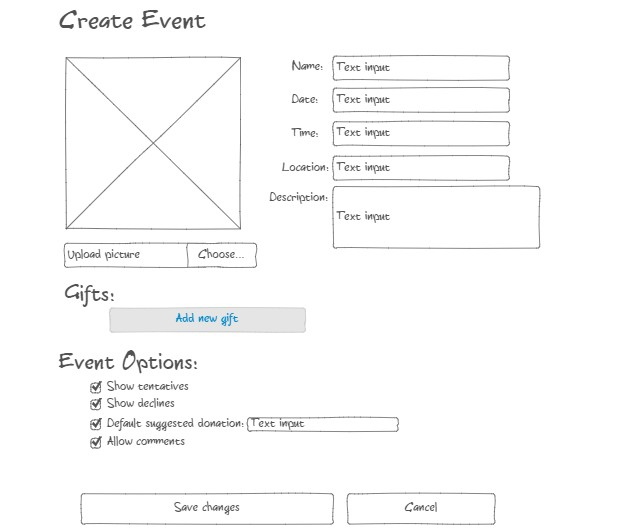 Create Event
Name: Text input
Date: Text input
Time: Text input
Location: Text input
Description: Text input
Upload picture Choose...
Gifts:
Add new gift
Event Options:
Show tentatives
Show declines
Default suggested donation: Text input
Allow comments
Save changes Cancel